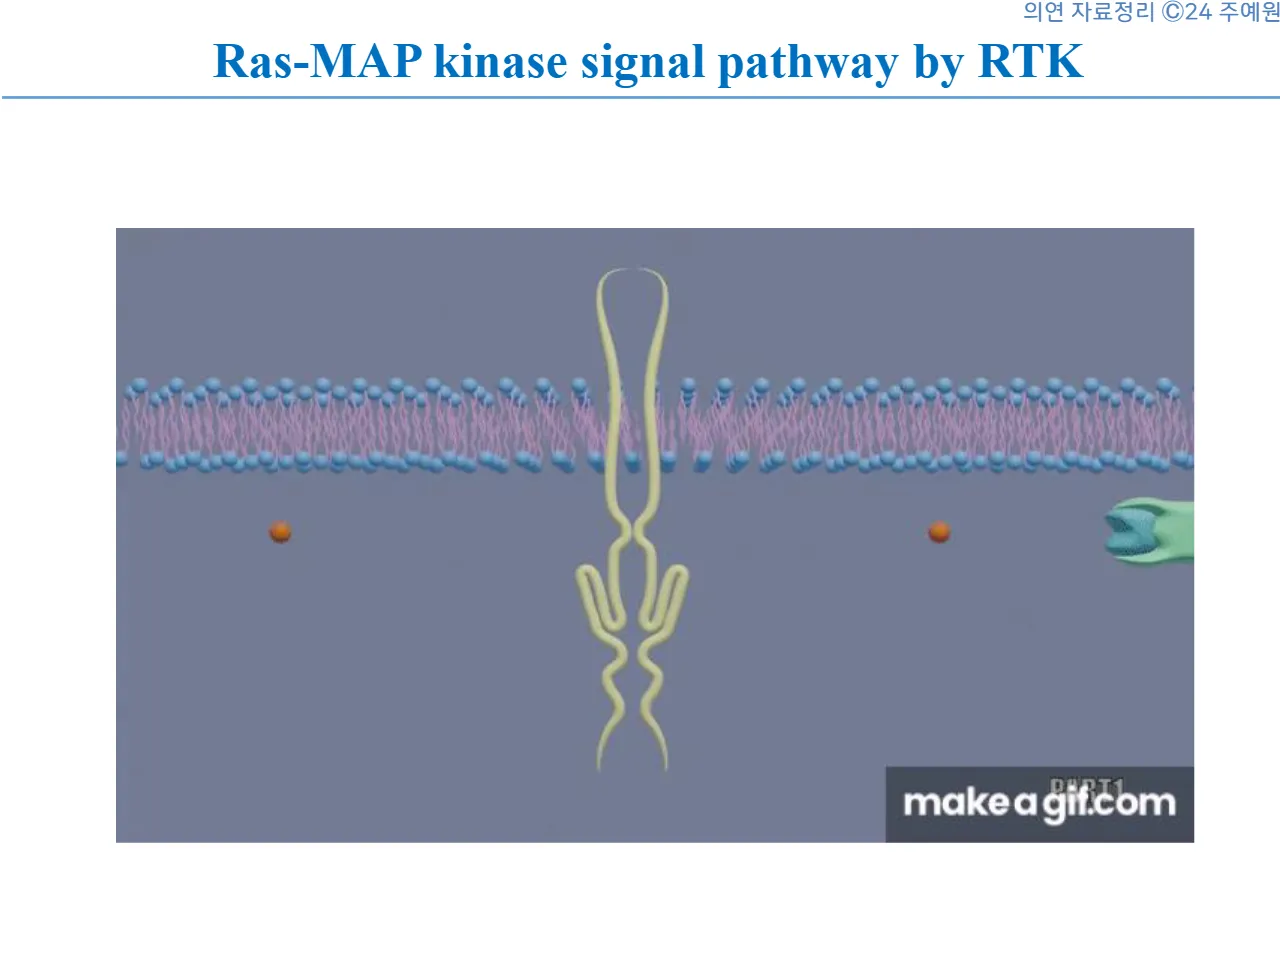 의연 자료정리 ©24 주예원
Ras-MAP kinase signal pathway by RTK
PART1
makeagif.com